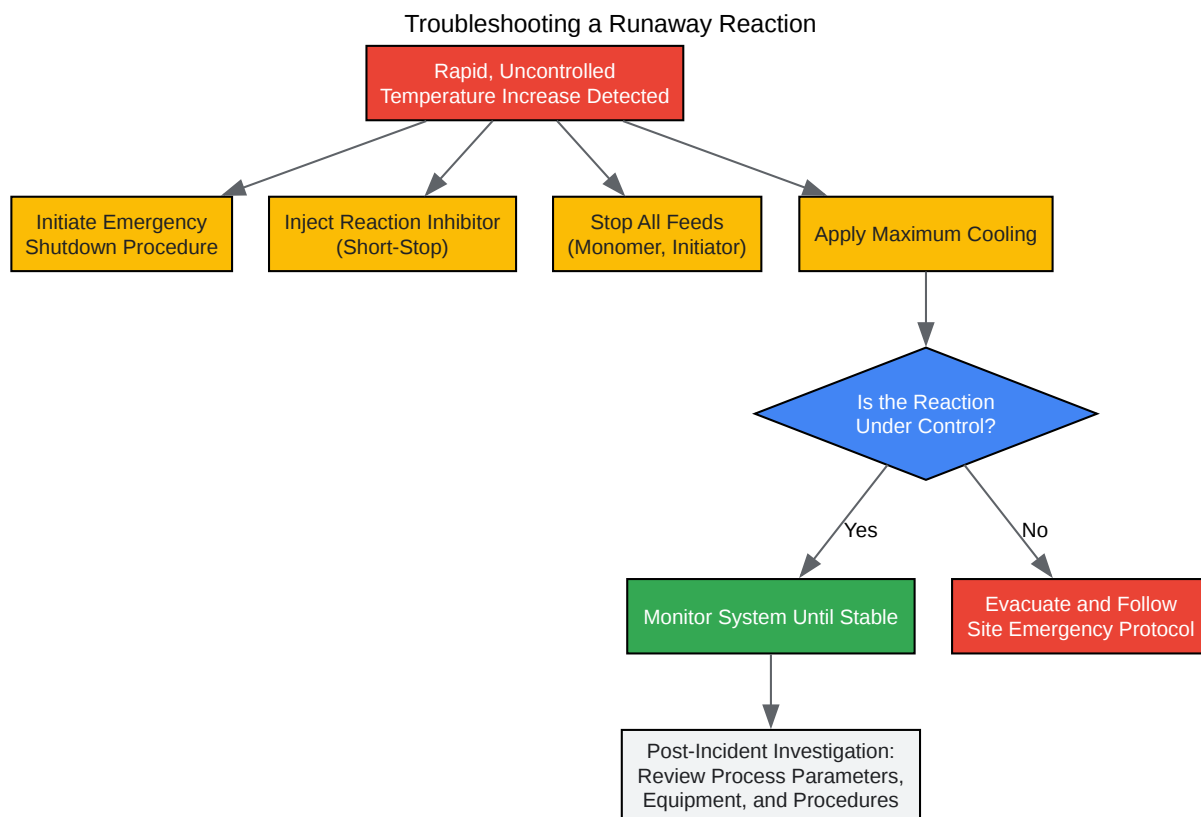 Troubleshooting a Runaway Reaction
Rapid, Uncontrolled
Temperature Increase Detected
Initiate Emergency
Shutdown Procedure
Inject Reaction Inhibitor
(Short-Stop)
Stop All Feeds
(Monomer, Initiator)
Apply Maximum Cooling
Is the Reaction
Under Control?
Yes
No
Monitor System Until Stable
Evacuate and Follow
Site Emergency Protocol
Post-Incident Investigation:
Review Process Parameters,
Equipment, and Procedures